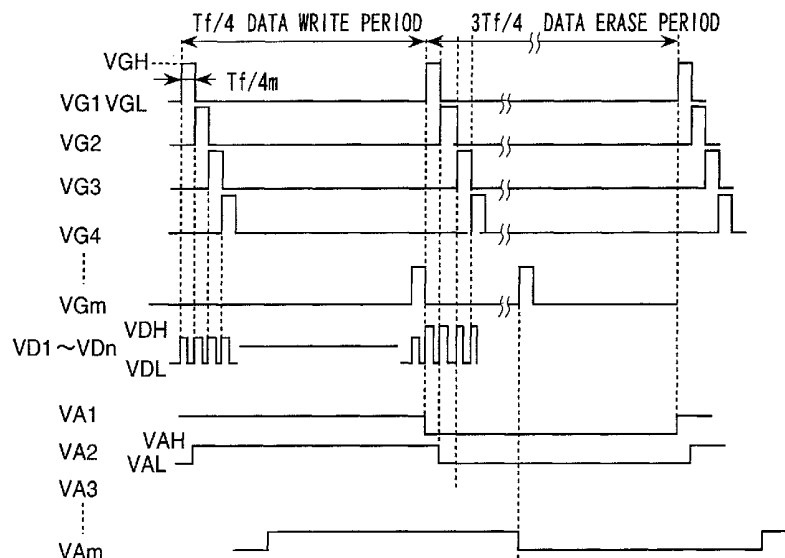 Tf/4 DATA WRITE PERIOD 3Tf/4 DATA ERASE PERIOD
VGH
Tf/4m
VG1 VGL
VG2
VG3
VG4
VGm
VDH
VD1～VDn
VDL
VA1
VAH
VA2
VAL
VA3
VAm